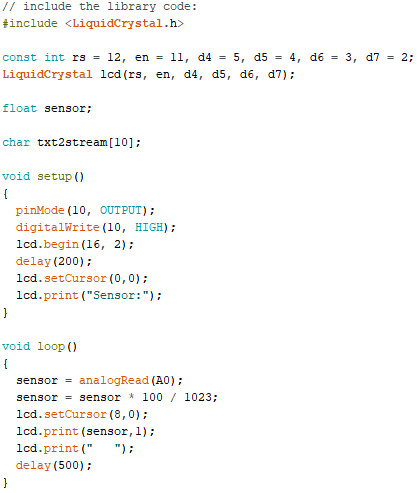 // include the library code:
#include <LiquidCrystal.h>

const int rs = 12, en = 11, d4 = 5, d5 = 4, d6 = 3, d7 = 2;
LiquidCrystal lcd(rs, en, d4, d5, d6, d7);

float sensor;

char txt2stream[10];

void setup()
{
  pinMode(10, OUTPUT);
  digitalWrite(10, HIGH);
  lcd.begin(16, 2);
  delay(200);
  lcd.setCursor(0,0);
  lcd.print("Sensor:");
}

void loop()
{
  sensor = analogRead(A0);
  sensor = sensor * 100 / 1023;
  lcd.setCursor(8,0);
  lcd.print(sensor,1);
  lcd.print("   ");
  delay(500);
}